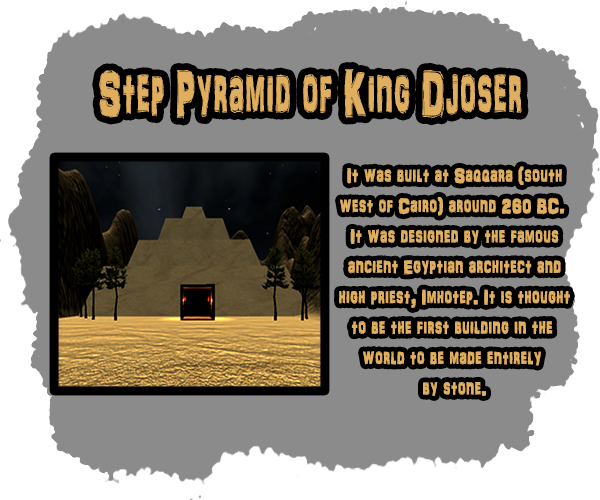 Step Pyramid of King Djoser
It was built at Saqqara (south
west of Cairo) around 260 BC.
It was designed by the famous
ancient Egyptian architect and
high priest, Imhotep. It is thought
to be the first building in the
world to be made entirely
by stone.